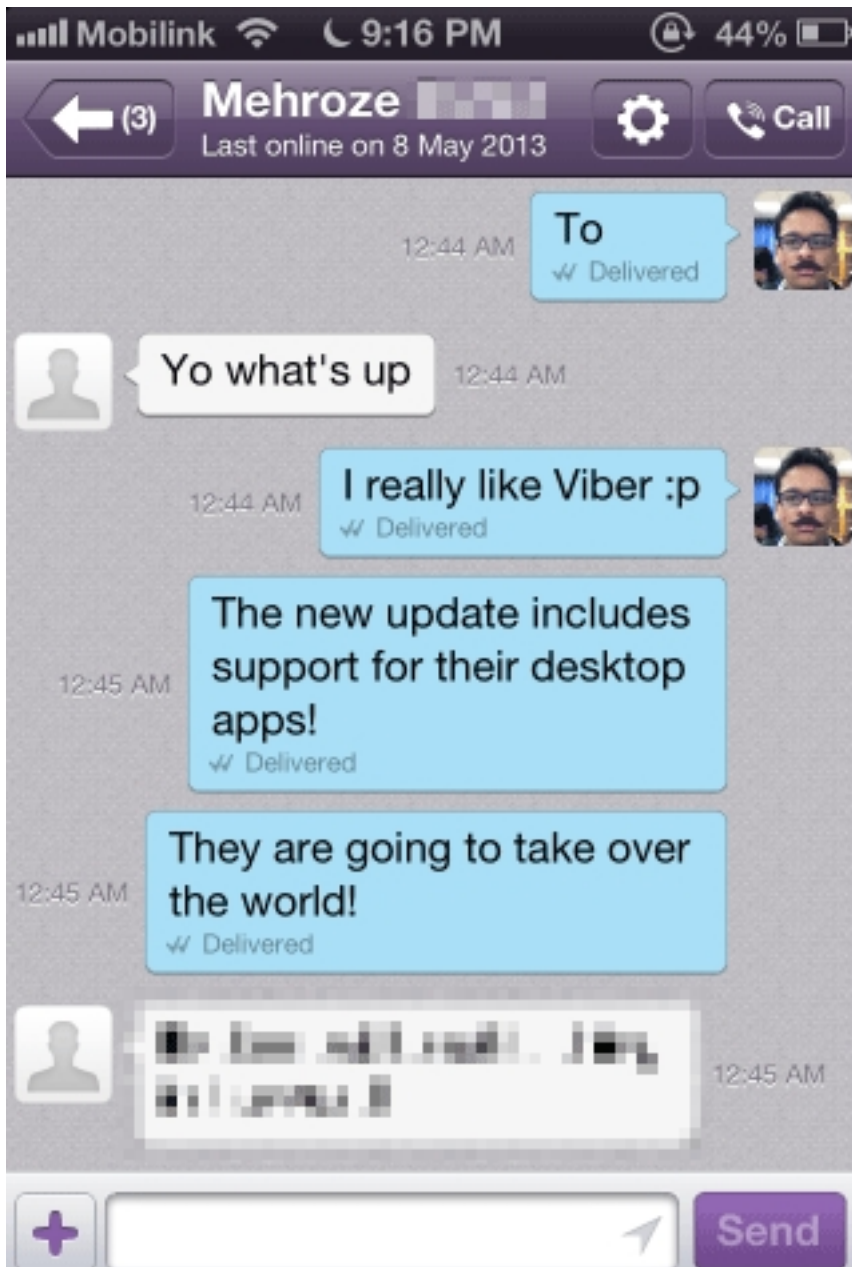 Mobilink 9:16 PM 44%
(3) Mehroze Call
Last online on 8 May 2013
To
12:44 AM
Delivered
Yo what's up 12:44 AM
I really like Viber :p
12:44 AM
Delivered
The new update includes
support for their desktop
12:45 AM
apps!
Delivered
They are going to take over
12:45 AM
the world!
Delivered
12:45 AM
Send